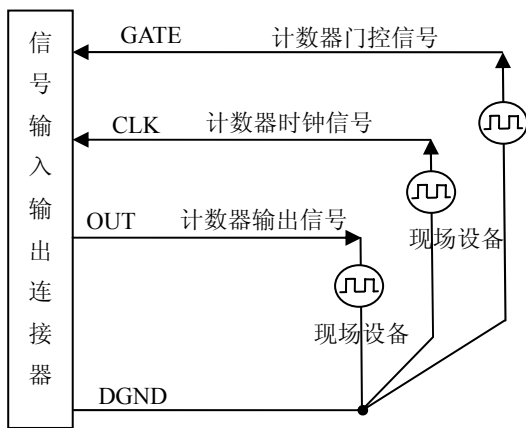 信号输入输出连接器
GATE 计数器门控信号
CLK 计数器时钟信号
OUT 计数器输出信号
现场设备
现场设备
DGND